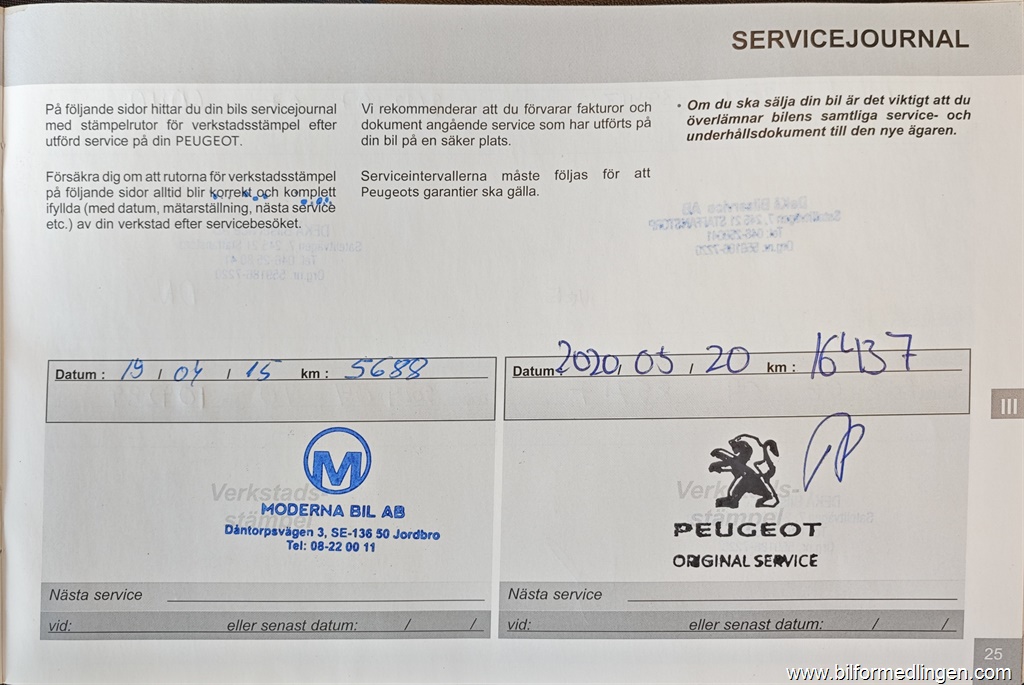 SERVICEJOURNAL
På följande sidor hittar du din bils servicejournal
med stämpelrutor för verkstadsstämpel efter
utförd service på din PEUGEOT.
Försäkra dig om att rutorna för verkstadsstämpel
på följande sidor alltid blir korrekt och komplett
ifyllda (med datum, mätarställning, nästa service
etc.) av din verkstad efter servicebesöket.
Vi rekommenderar att du förvarar fakturor och
dokument angående service som har utförts på
din bil på en säker plats.
Serviceintervallerna måste följas för att
Peugeots garantier ska gälla.
• Om du ska sälja din bil är det viktigt att du
överlämnar bilens samtliga service- och
underhållsdokument till den nye ägaren.
Datum : 19 / 04 / 15 km : 5688
Verkstads-
stämpel
M
MODERNA BIL AB
Dåntorpsvägen 3, SE-136 50 Jordbro
Tel: 08-22 00 11
Nästa service
vid: eller senast datum: / /
Datum 2020 / 05 / 20 km : 16437
Verkstads-
stämpel
PEUGEOT
ORIGINAL SERVICE
Nästa service
vid: eller senast datum: / /
III
25
www.bilformedlingen.com